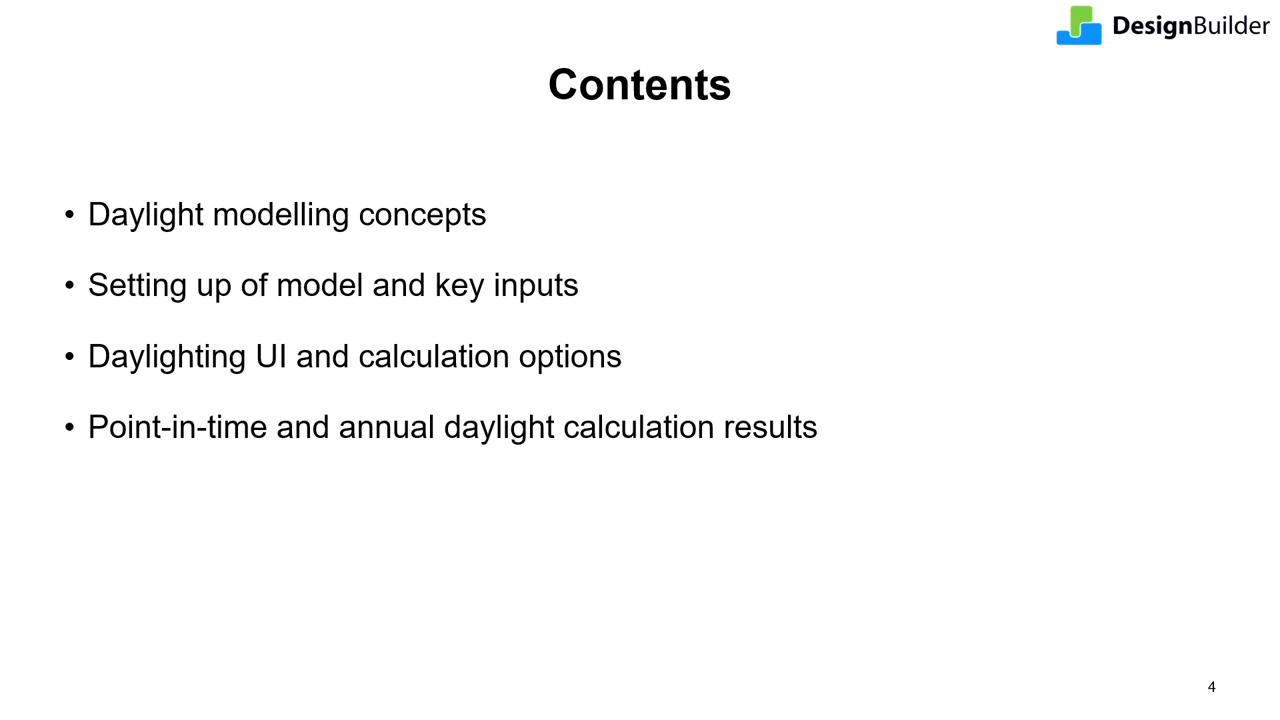 DesignBuilder
Contents
• Daylight modelling concepts
• Setting up of model and key inputs
• Daylighting UI and calculation options
• Point-in-time and annual daylight calculation results
4